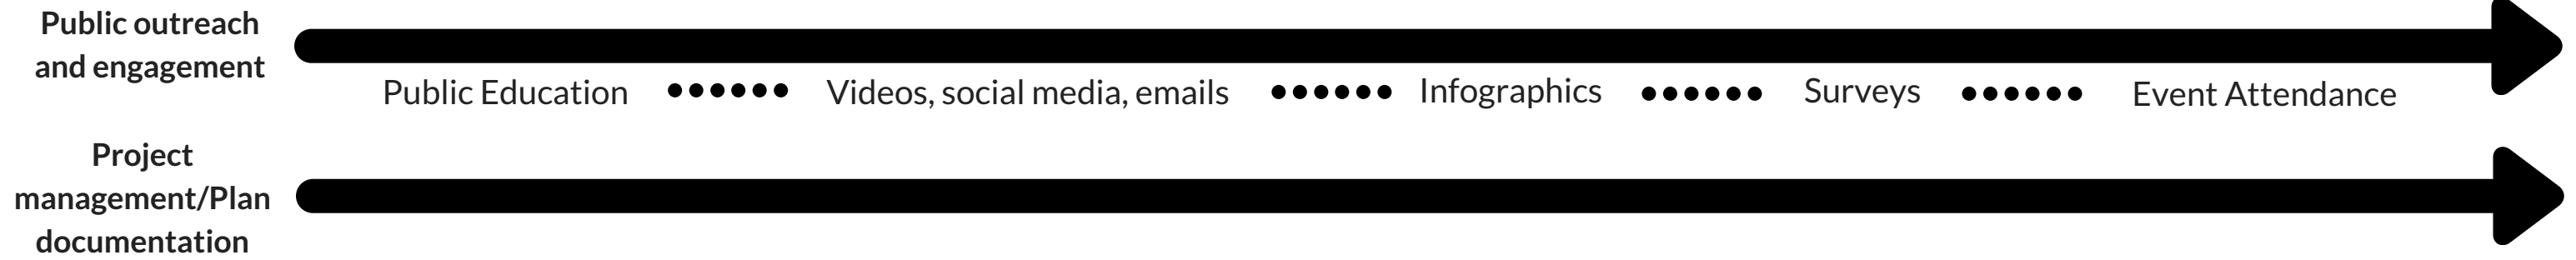 Public outreach
and engagement
Public Education •••••• Videos, social media, emails •••••• Infographics •••••• Surveys •••••• Event Attendance
Project
management/Plan
documentation